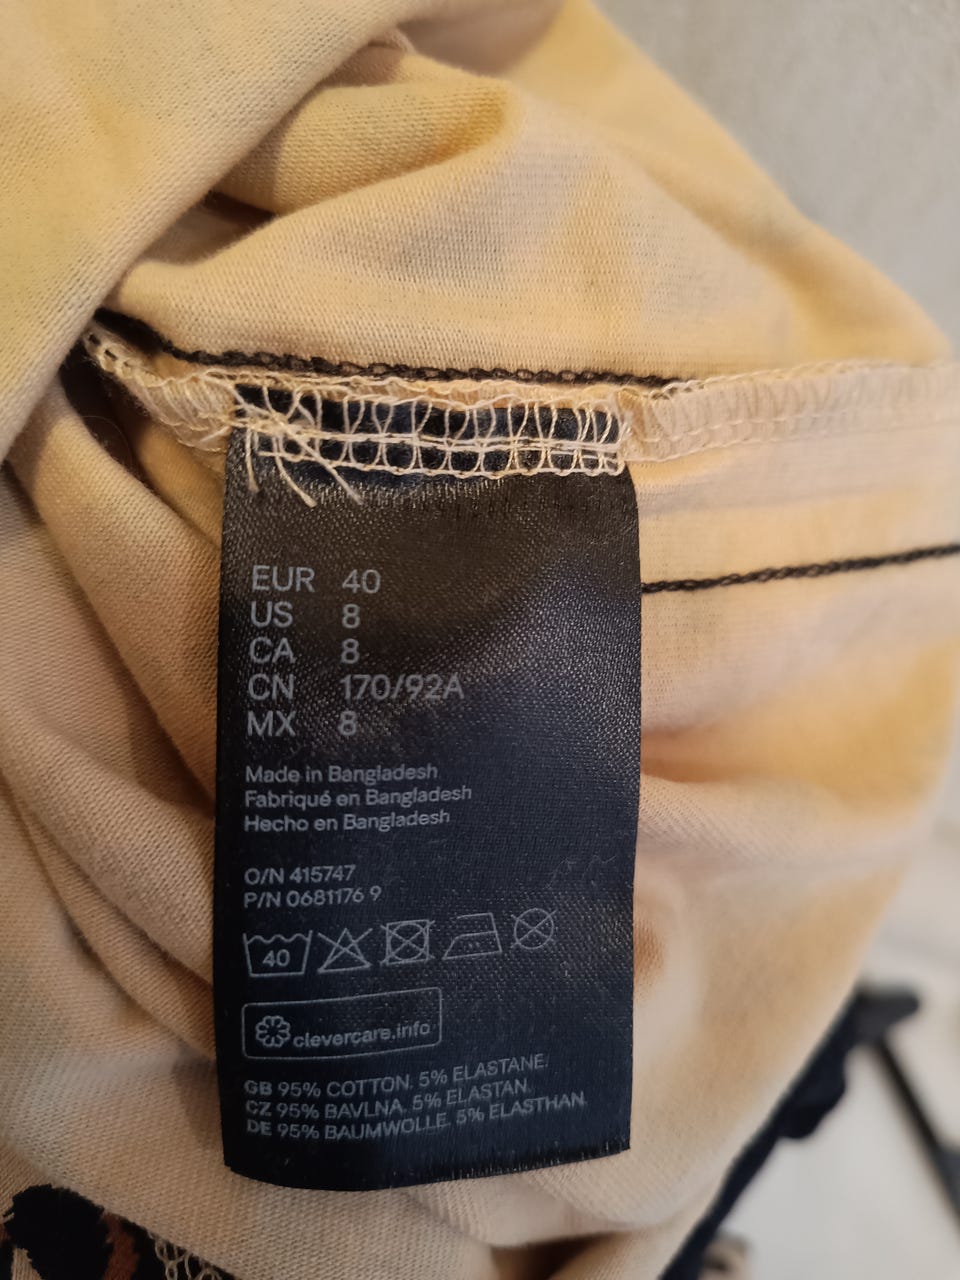 EUR 40
US 8
CA 8
CN 170/92A
MX 8
Made in Bangladesh
Fabriqué en Bangladesh
Hecho en Bangladesh
O/N 415747
P/N 0681176 9
40
clevercare.info
GB 95% COTTON, 5% ELASTANE.
CZ 95% BAVLNA, 5% ELASTAN.
DE 95% BAUMWOLLE, 5% ELASTHAN.